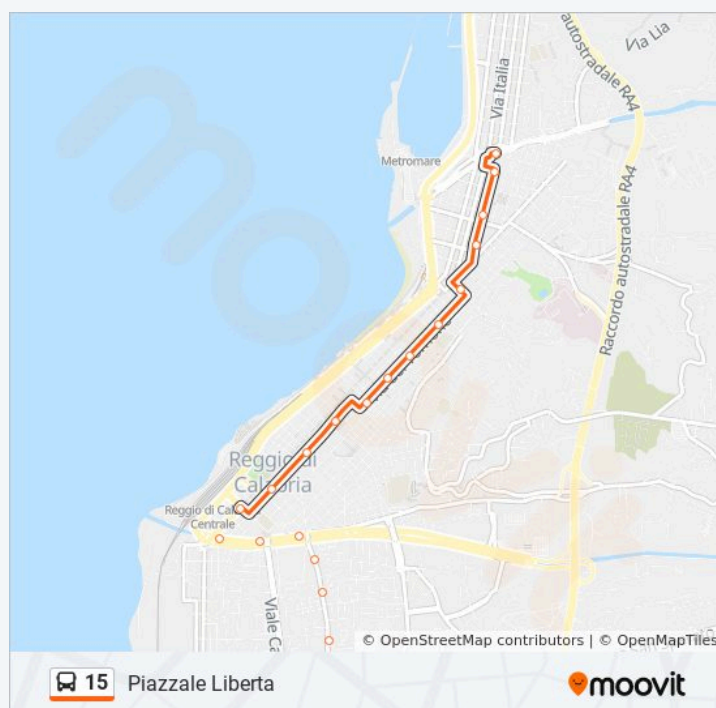 Via Lia
autostradale RA4
Via Italia
Metromare
Raccordo autostradale RA4
Reggio di
Calabria
Reggio di Cal
Centrale
Viale Ca
© OpenStreetMap contributors | © OpenMapTiles
15 Piazzale Liberta
moovit